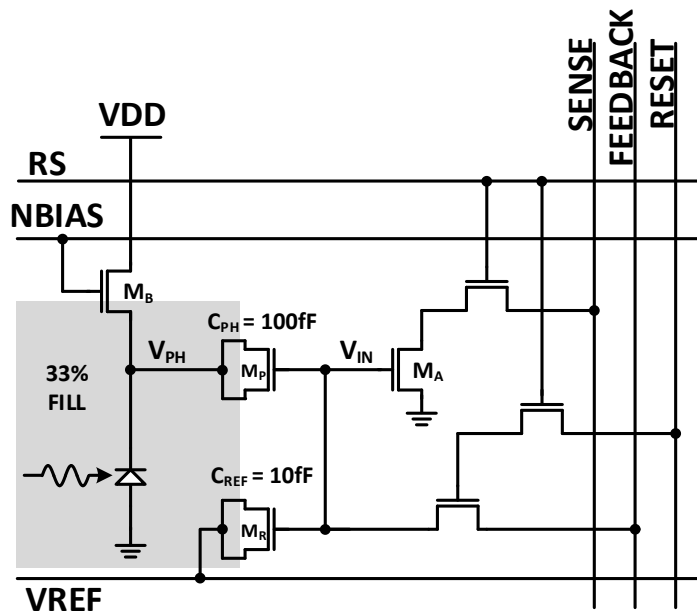 SENSE
FEEDBACK
RESET
VDD
RS
NBIAS
MB
CPH = 100fF
VPH
MP
VIN
MA
33%
FILL
CREF = 10fF
MR
VREF